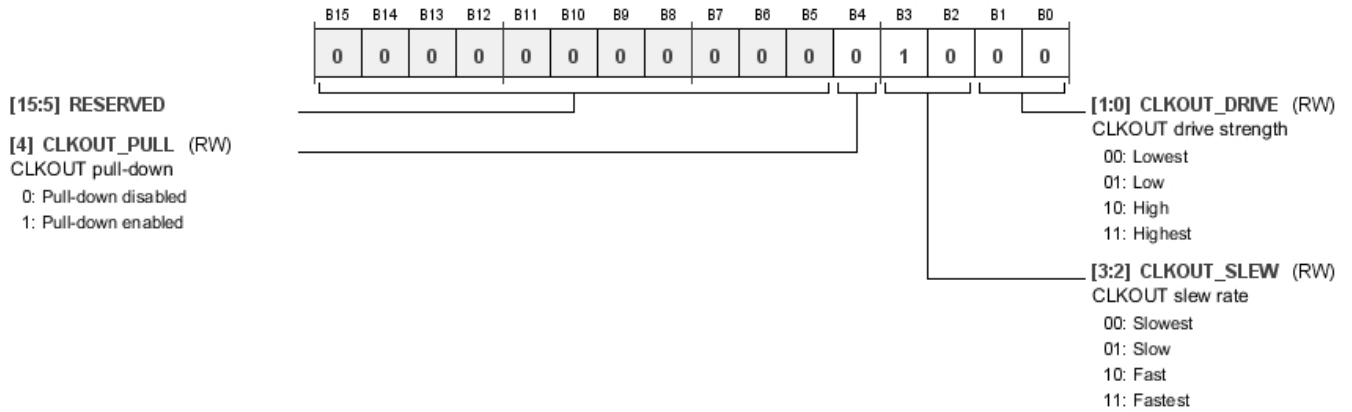 B15 B14 B13 B12 B11 B10 B9 B8 B7 B6 B5 B4 B3 B2 B1 B0
0 0 0 0 0 0 0 0 0 0 0 0 1 0 0 0
[15:5] RESERVED
[4] CLKOUT_PULL (RW)
CLKOUT pull-down
0: Pull-down disabled
1: Pull-down enabled
[1:0] CLKOUT_DRIVE (RW)
CLKOUT drive strength
00: Lowest
01: Low
10: High
11: Highest
[3:2] CLKOUT_SLEW (RW)
CLKOUT slew rate
00: Slowest
01: Slow
10: Fast
11: Fastest